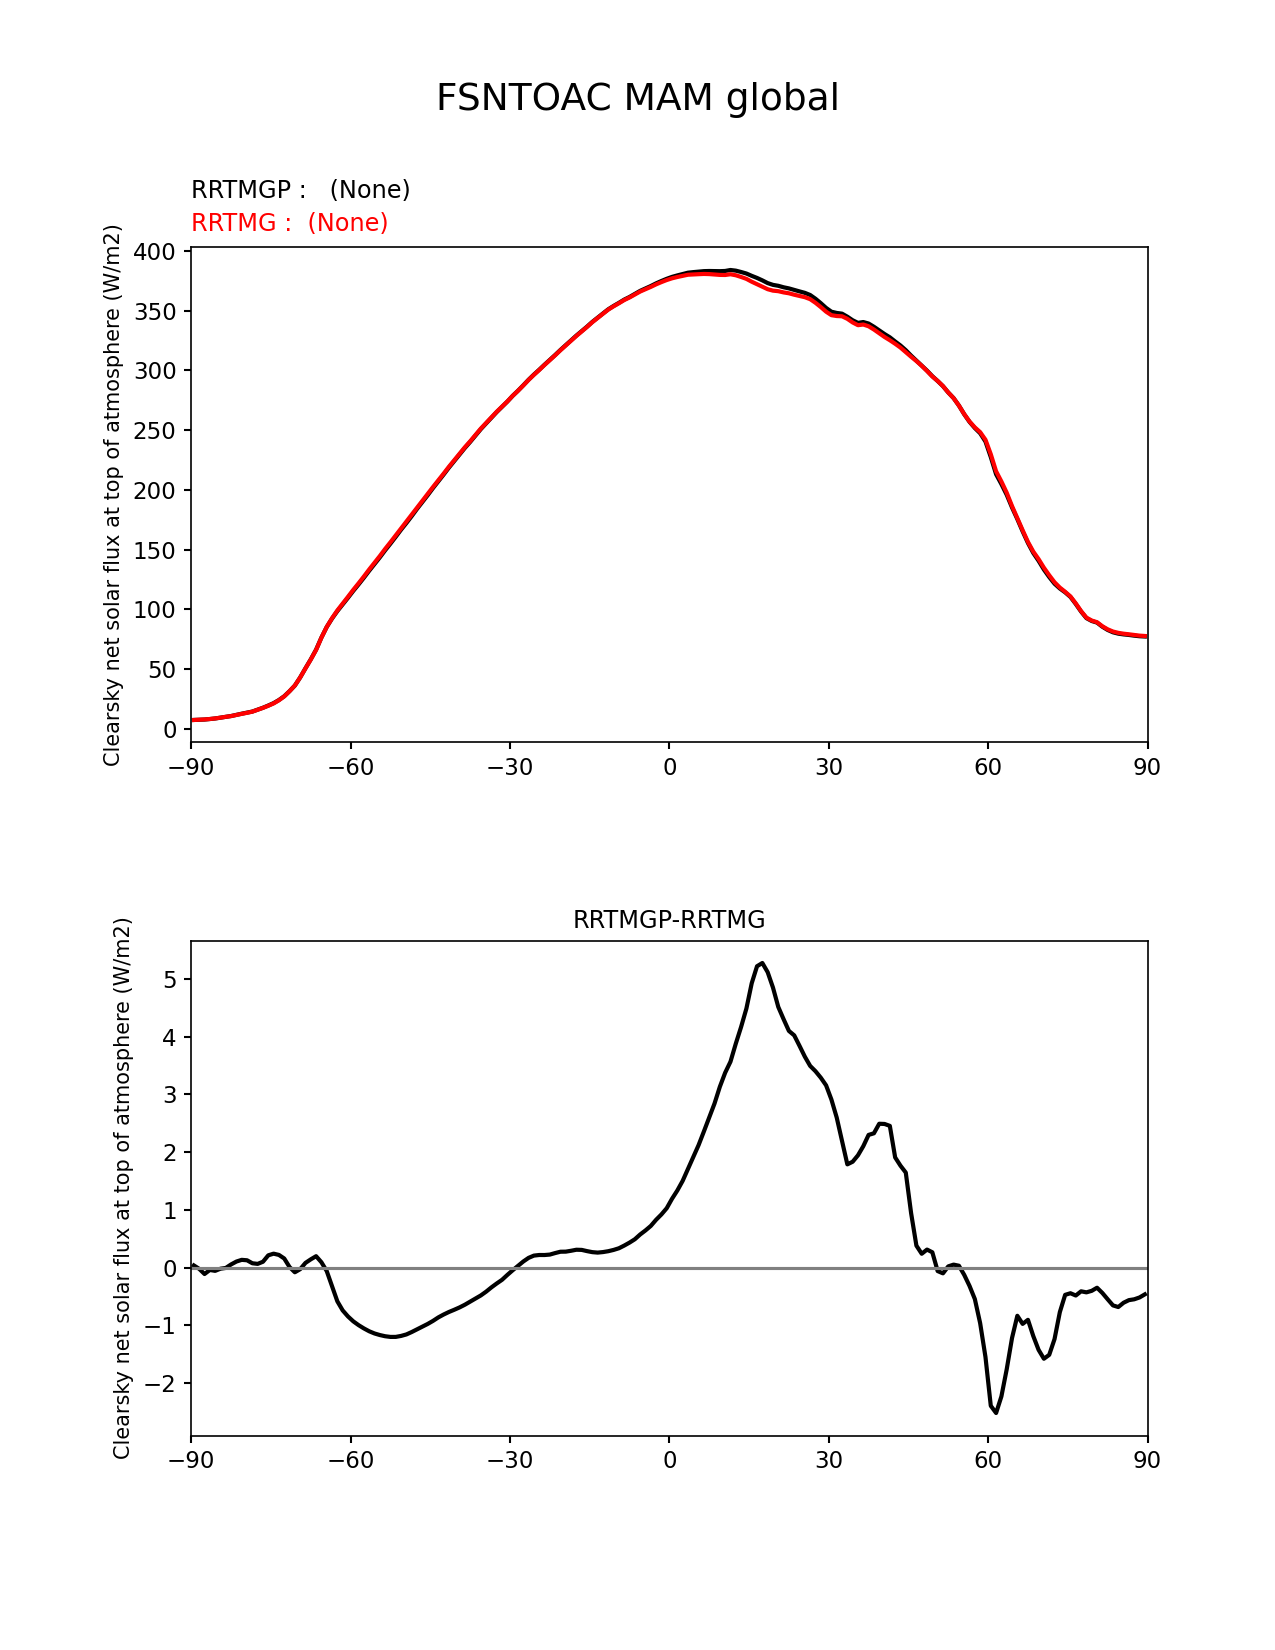 FSNTOAC MAM global
RRTMGP :   (None)
RRTMG :  (None)
Clearsky net solar flux at top of atmosphere (W/m2)
400
350
300
250
200
150
100
50
0
−90 −60 −30 0 30 60 90
RRTMGP-RRTMG
Clearsky net solar flux at top of atmosphere (W/m2)
5
4
3
2
1
0
−1
−2
−90 −60 −30 0 30 60 90